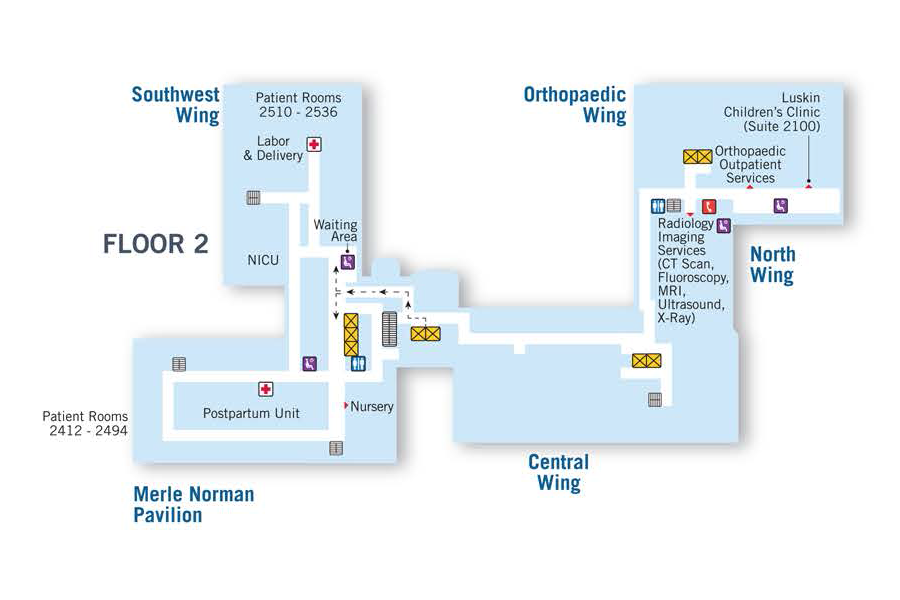 Southwest
Wing
Patient Rooms
2510 - 2536
Labor
& Delivery
Waiting
Area
NICU
FLOOR 2
Patient Rooms
2412 - 2494
Postpartum Unit
Nursery
Merle Norman
Pavilion
Orthopaedic
Wing
Luskin
Children's Clinic
(Suite 2100)
Orthopaedic
Outpatient
Services
Radiology
Imaging
Services
(CT Scan,
Fluoroscopy,
MRI,
Ultrasound,
X-Ray)
North
Wing
Central
Wing